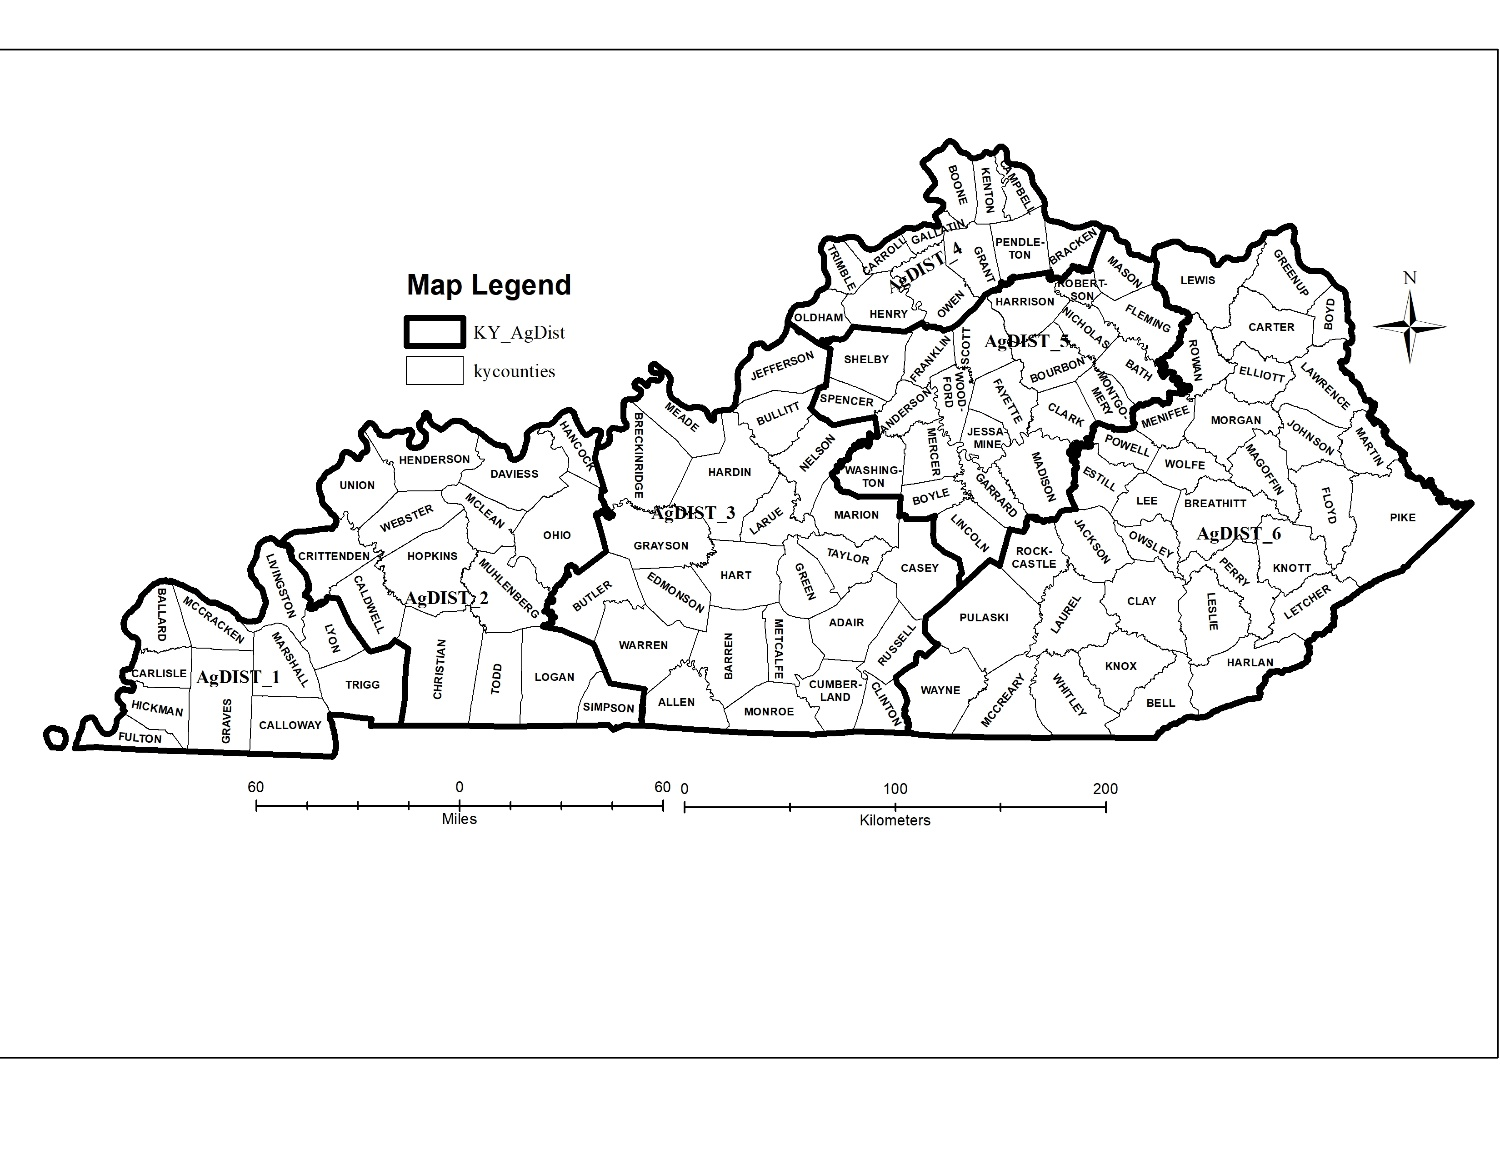 BOONE
KENTON
CAMPBELL
GALLATIN
CARROLL
TRIMBLE
AgDIST_4
GRANT
PENDLE-
TON
BRACKEN
MASON
LEWIS
GREENUP
N
Map Legend
KY_AgDist
kycounties
OLDHAM
HENRY
OWEN
HARRISON
ROBERT-
SON
NICHOLAS
FLEMING
CARTER
BOYD
JEFFERSON
SHELBY
FRANKLIN
SCOTT
AgDIST_5
BOURBON
BATH
ROWAN
ELLIOTT
LAWRENCE
SPENCER
ANDERSON
WOOD-
FORD
FAYETTE
CLARK
MONTGO-
MERY
MENIFEE
MORGAN
JOHNSON
MARTIN
BRECKINRIDGE
MEADE
BULLITT
NELSON
HARDIN
WASHING-
TON
MERCER
JESSA-
MINE
MADISON
POWELL
WOLFE
MAGOFFIN
HANCOCK
HENDERSON
DAVIESS
UNION
WEBSTER
MCLEAN
OHIO
AgDIST_3
LARUE
MARION
BOYLE
GARRARD
LINCOLN
ESTILL
LEE
BREATHITT
FLOYD
PIKE
CRITTENDEN
HOPKINS
MUHLENBERG
GRAYSON
HART
GREEN
TAYLOR
CASEY
ROCK-
CASTLE
JACKSON
OWSLEY
AgDIST_6
PERRY
KNOTT
LIVINGSTON
CALDWELL
AgDIST_2
BUTLER
EDMONSON
ADAIR
RUSSELL
PULASKI
LAUREL
CLAY
LESLIE
LETCHER
BALLARD
MCCRACKEN
MARSHALL
LYON
WARREN
BARREN
METCALFE
KNOX
HARLAN
CARLISLE
AgDIST_1
TRIGG
CHRISTIAN
TODD
LOGAN
SIMPSON
ALLEN
MONROE
CUMBER-
LAND
CLINTON
WAYNE
MCCREARY
WHITLEY
BELL
HICKMAN
GRAVES
CALLOWAY
FULTON
60 0 60 0 100 200
Miles Kilometers